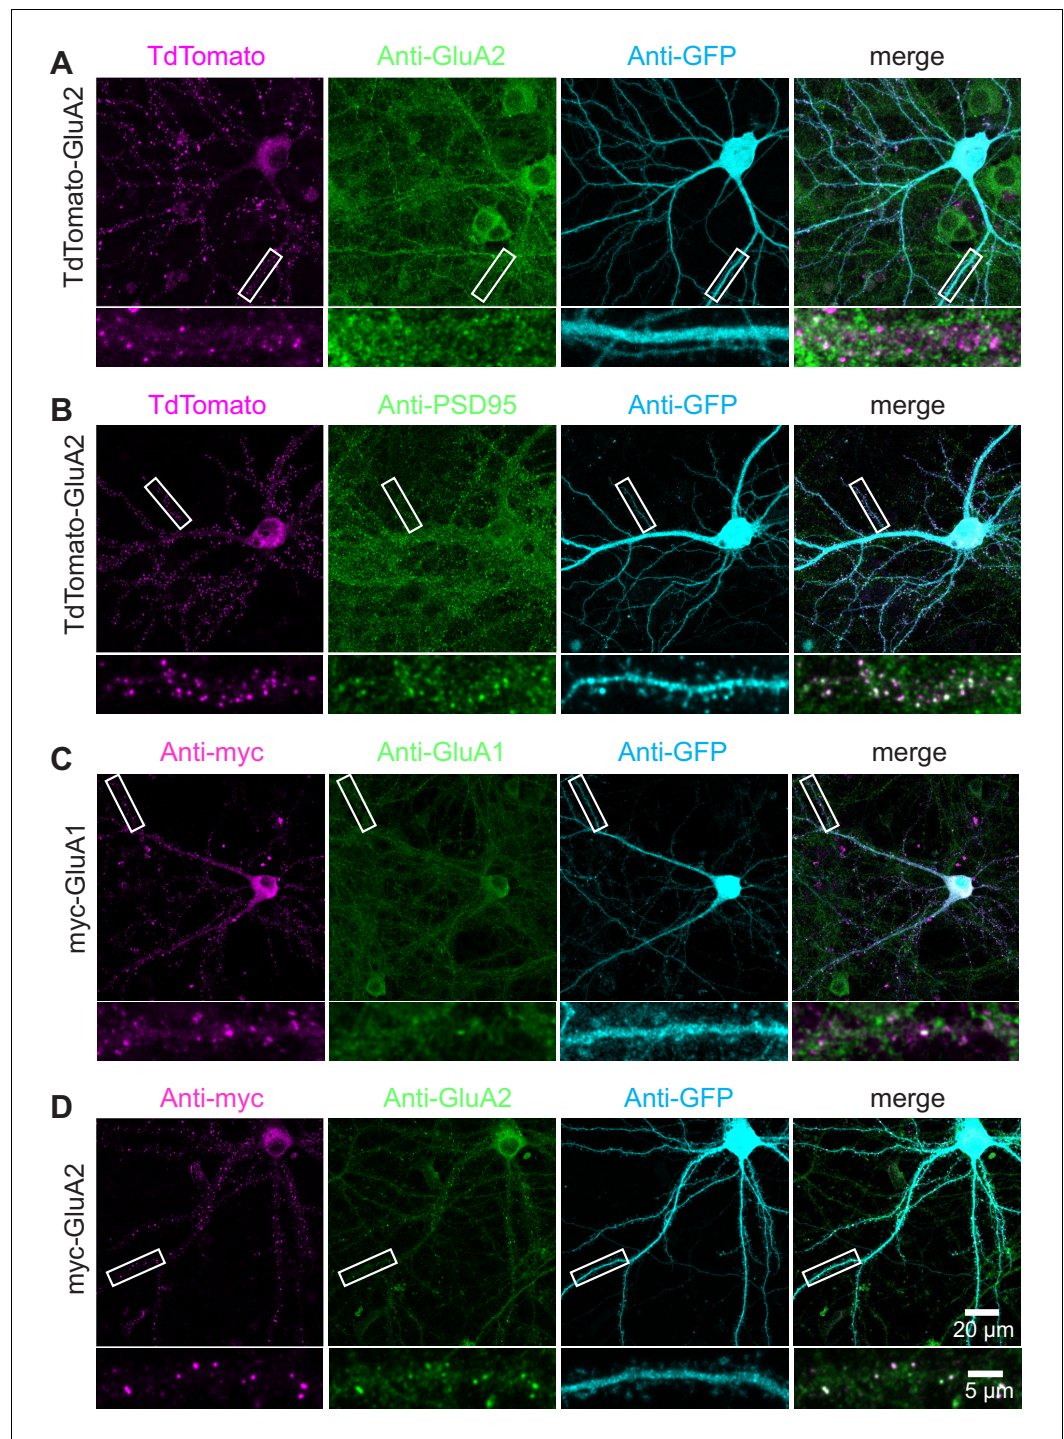 A
TdTomato
Anti-GluA2
Anti-GFP
merge
TdTomato-GluA2
B
TdTomato
Anti-PSD95
Anti-GFP
merge
TdTomato-GluA2
C
Anti-myc
Anti-GluA1
Anti-GFP
merge
myc-GluA1
D
Anti-myc
Anti-GluA2
Anti-GFP
merge
myc-GluA2
20 µm
5 µm